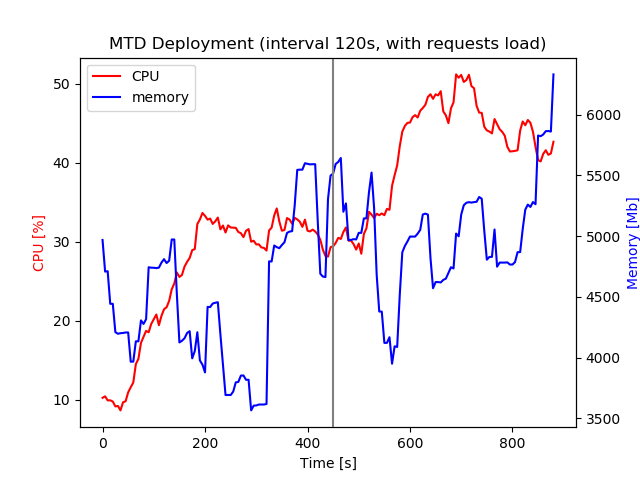 MTD Deployment (interval 120s, with requests load)
CPU
memory
CPU [%]
50
40
30
20
10
6000
5500
5000
4500
4000
3500
Memory [Mb]
0 200 400 600 800
Time [s]